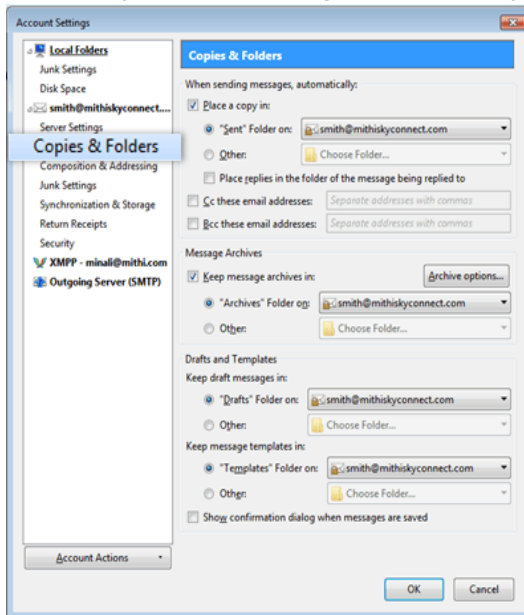 Account Settings
Local Folders
Junk Settings
Disk Space
smith@mithiskyconnect....
Server Settings
Copies & Folders
Composition & Addressing
Junk Settings
Synchronization & Storage
Return Receipts
Security
XMPP - minali@mithi.com
Outgoing Server (SMTP)
Account Actions
Copies & Folders
When sending messages, automatically:
Place a copy in:
"Sent" Folder on: smith@mithiskyconnect.com
Other: Choose Folder...
Place replies in the folder of the message being replied to
Cc these email addresses: Separate addresses with commas
Bcc these email addresses: Separate addresses with commas
Message Archives
Keep message archives in: Archive options...
"Archives" Folder on: smith@mithiskyconnect.com
Other: Choose Folder...
Drafts and Templates
Keep draft messages in:
"Drafts" Folder on: smith@mithiskyconnect.com
Other: Choose Folder...
Keep message templates in:
"Templates" Folder on: smith@mithiskyconnect.com
Other: Choose Folder...
Show confirmation dialog when messages are saved
OK Cancel